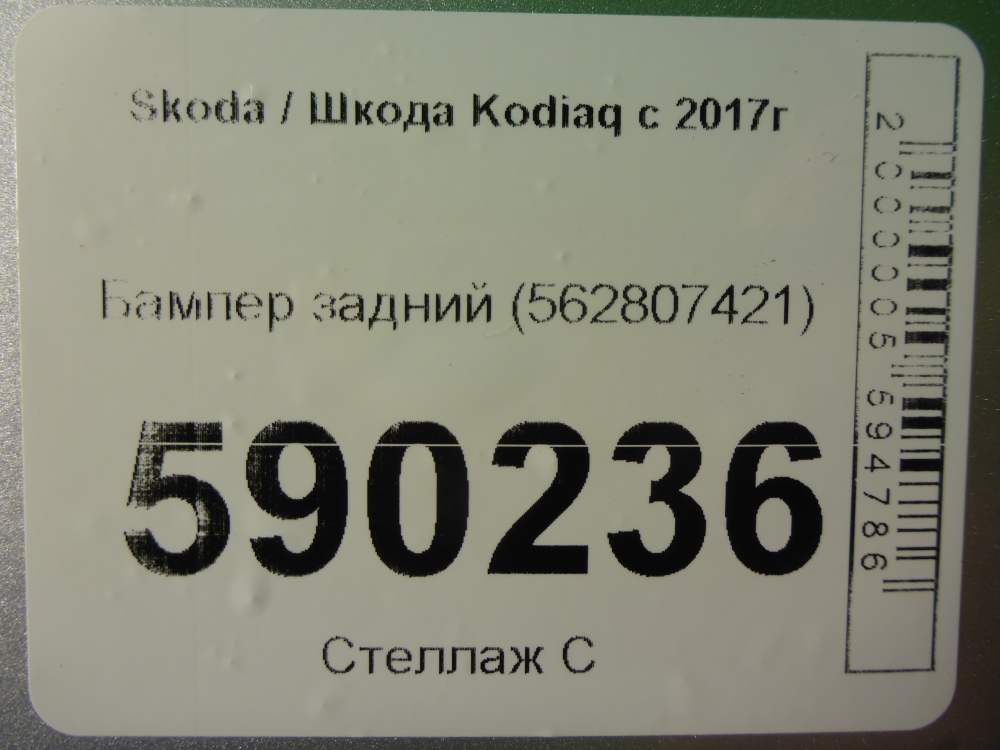 Skoda / Шкода Kodiaq с 2017г
Бампер задний (562807421)
590236
Стеллаж С
2000005594786